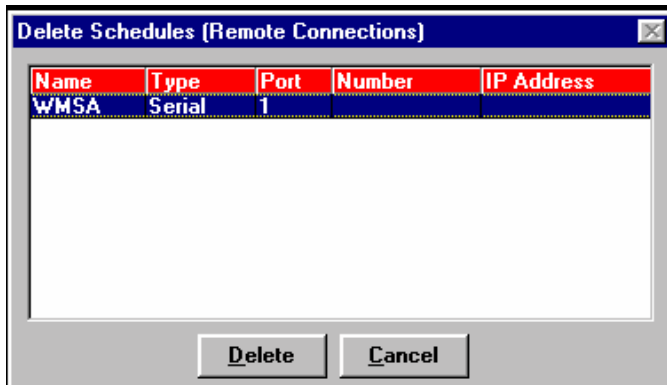 Delete Schedules (Remote Connections)
Name Type Port Number IP Address
WMSA Serial 1
Delete Cancel